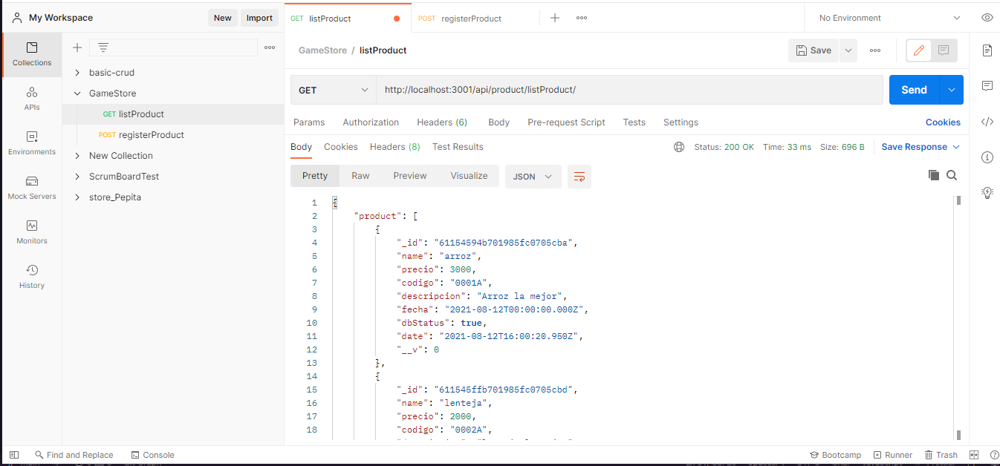 My Workspace
New
Import
GET listProduct
POST registerProduct
No Environment
Collections
APIs
Environments
Mock Servers
Monitors
History
basic-crud
GameStore
GET listProduct
POST registerProduct
New Collection
ScrumBoardTest
store_Pepita
GameStore / listProduct
Save
GET
http://localhost:3001/api/product/listProduct/
Send
Params Authorization Headers (6) Body Pre-request Script Tests Settings
Cookies
Body Cookies Headers (8) Test Results
Status: 200 OK Time: 33 ms Size: 696 B
Save Response
Pretty Raw Preview Visualize
JSON
1 {
2 "product": [
3 {
4 "_id": "61154594b701985fc0705cba",
5 "name": "arroz",
6 "precio": 3000,
7 "codigo": "0001A",
8 "descripcion": "Arroz la mejor",
9 "fecha": "2021-08-12T00:00:00.000Z",
10 "dbStatus": true,
11 "date": "2021-08-12T16:00:20.950Z",
12 "__v": 0
13 },
14 {
15 "_id": "611545ffb701985fc0705cbd",
16 "name": "lenteja",
17 "precio": 2000,
18 "codigo": "0002A",
Find and Replace
Console
Bootcamp
Runner
Trash